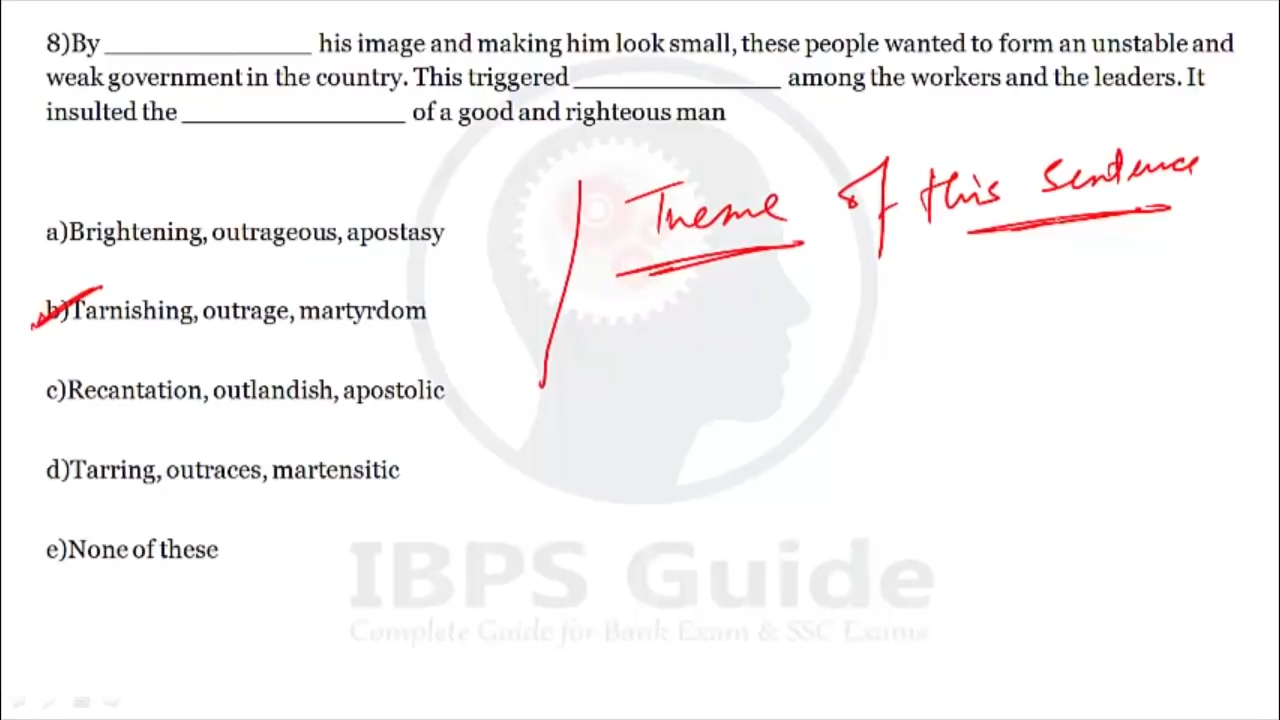 8)By _______________ his image and making him look small, these people wanted to form an unstable and
weak government in the country. This triggered _______________ among the workers and the leaders. It
insulted the ________________ of a good and righteous man
Theme of this sentence
a)Brightening, outrageous, apostasy
b)Tarnishing, outrage, martyrdom
c)Recantation, outlandish, apostolic
d)Tarring, outraces, martensitic
e)None of these
IBPS Guide
Complete Guide for Bank Exam & SSC Exams